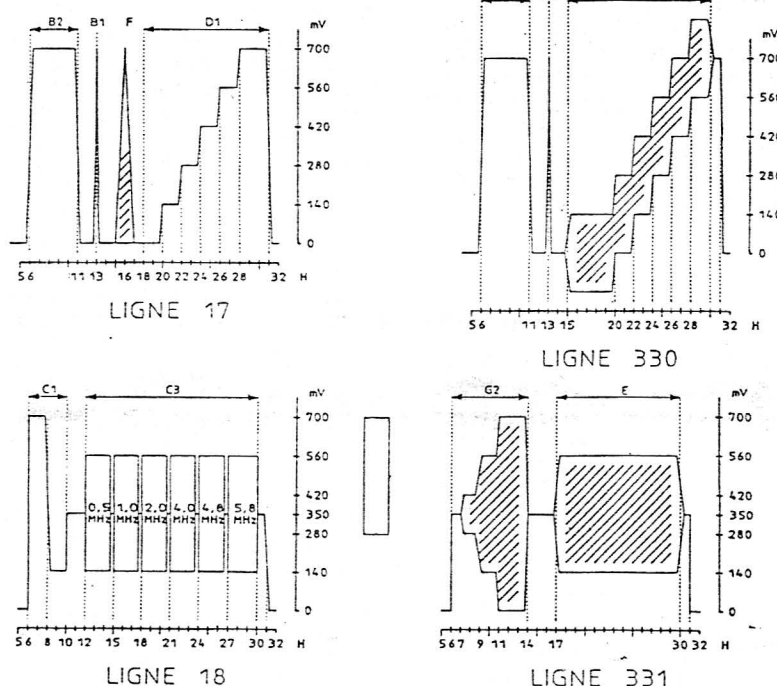 B2 B1 F D1 mV
700
560
420
280
140
0
5 6 11 13 16 18 20 22 24 26 28 32 H
LIGNE 17
mV
700
560
420
280
140
0
5 6 11 13 15 20 22 24 26 28 32 H
LIGNE 330
C1 C3 mV
700
560
420
350
280
140
0
0,5 MHz
1,0 MHz
2,0 MHz
4,0 MHz
4,8 MHz
5,8 MHz
5 6 8 10 12 15 18 21 24 27 30 32 H
LIGNE 18
G2 E mV
700
560
420
350
280
140
0
5 6 7 9 11 14 17 30 32 H
LIGNE 331